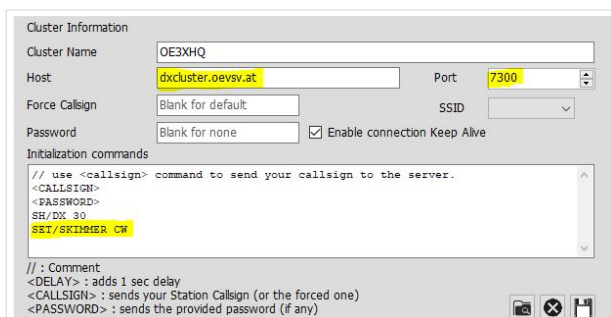 Cluster Information
Cluster Name OE3XHQ
Host dxcluster.oevsv.at Port 7300
Force Callsign Blank for default SSID
Password Blank for none Enable connection Keep Alive
Initialization commands
// use <callsign> command to send your callsign to the server.
<CALLSIGN>
<PASSWORD>
SH/DX 30
SET/SKIMMER CW
// : Comment
<DELAY> : adds 1 sec delay
<CALLSIGN> : sends your Station Callsign (or the forced one)
<PASSWORD> : sends the provided password (if any)